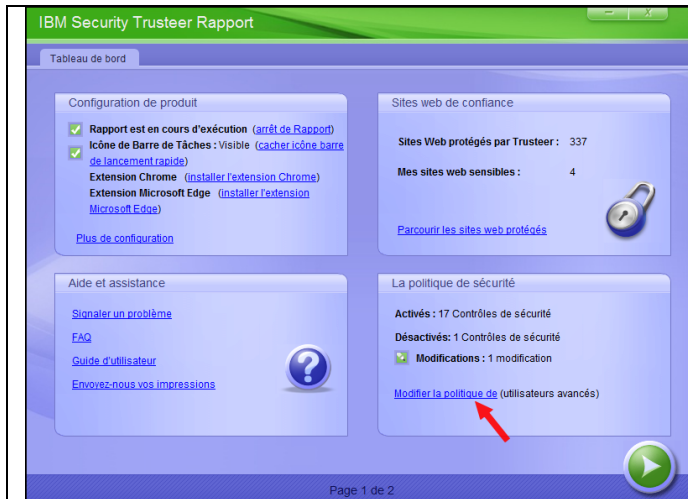 IBM Security Trusteer Rapport
Tableau de bord
Configuration de produit
Rapport est en cours d'exécution (arrêt de Rapport)
Icône de Barre de Tâches : Visible (cacher icône barre
de lancement rapide)
Extension Chrome (installer l'extension Chrome)
Extension Microsoft Edge (installer l'extension
Microsoft Edge)
Plus de configuration
Sites web de confiance
Sites Web protégés par Trusteer : 337
Mes sites web sensibles : 4
Parcourir les sites web protégés
Aide et assistance
Signaler un problème
FAQ
Guide d'utilisateur
Envoyez-nous vos impressions
La politique de sécurité
Activés : 17 Contrôles de sécurité
Désactivés: 1 Contrôles de sécurité
Modifications : 1 modification
Modifier la politique de (utilisateurs avancés)
Page 1 de 2